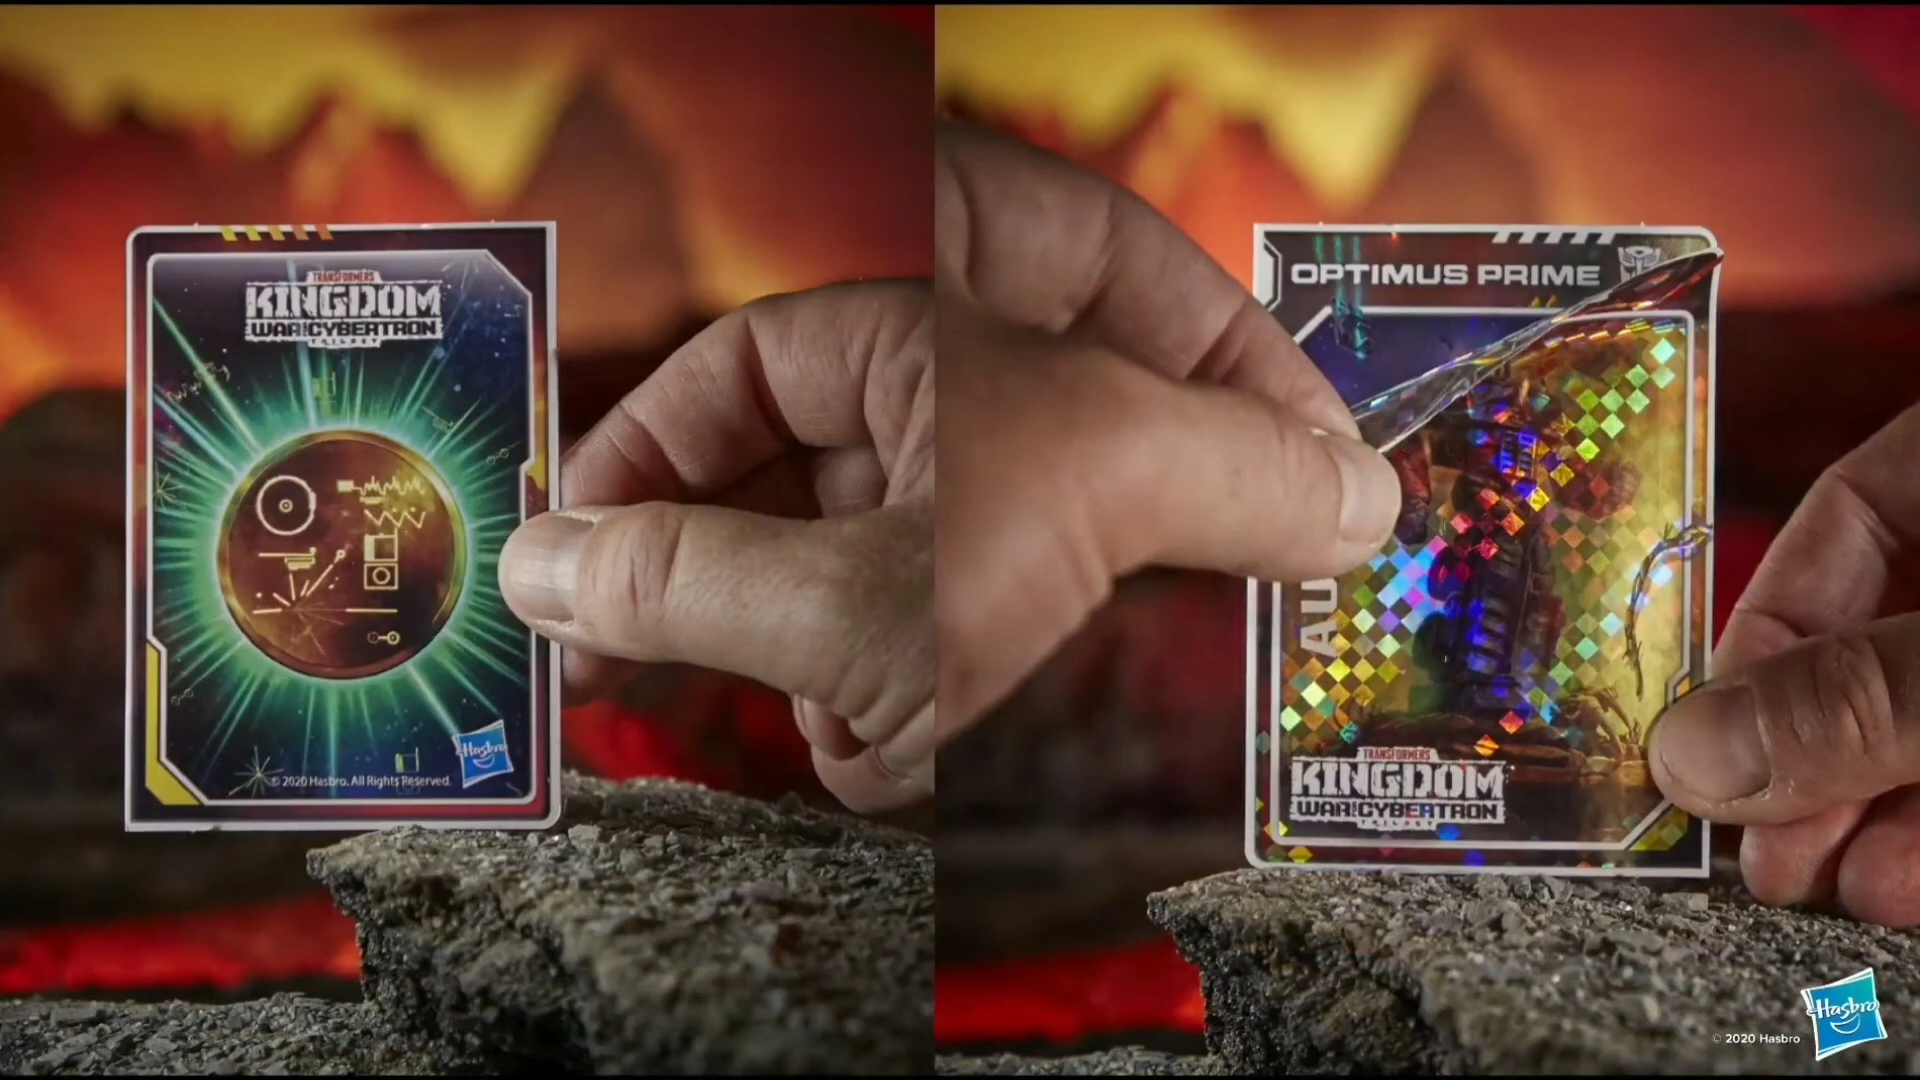 TRANSFORMERS
KINGDOM
WAR FOR CYBERTRON
TRILOGY
Hasbro
© 2020 Hasbro. All Rights Reserved.
OPTIMUS PRIME
AU
TRANSFORMERS
KINGDOM
WAR FOR CYBERTRON
TRILOGY
Hasbro
© 2020 Hasbro